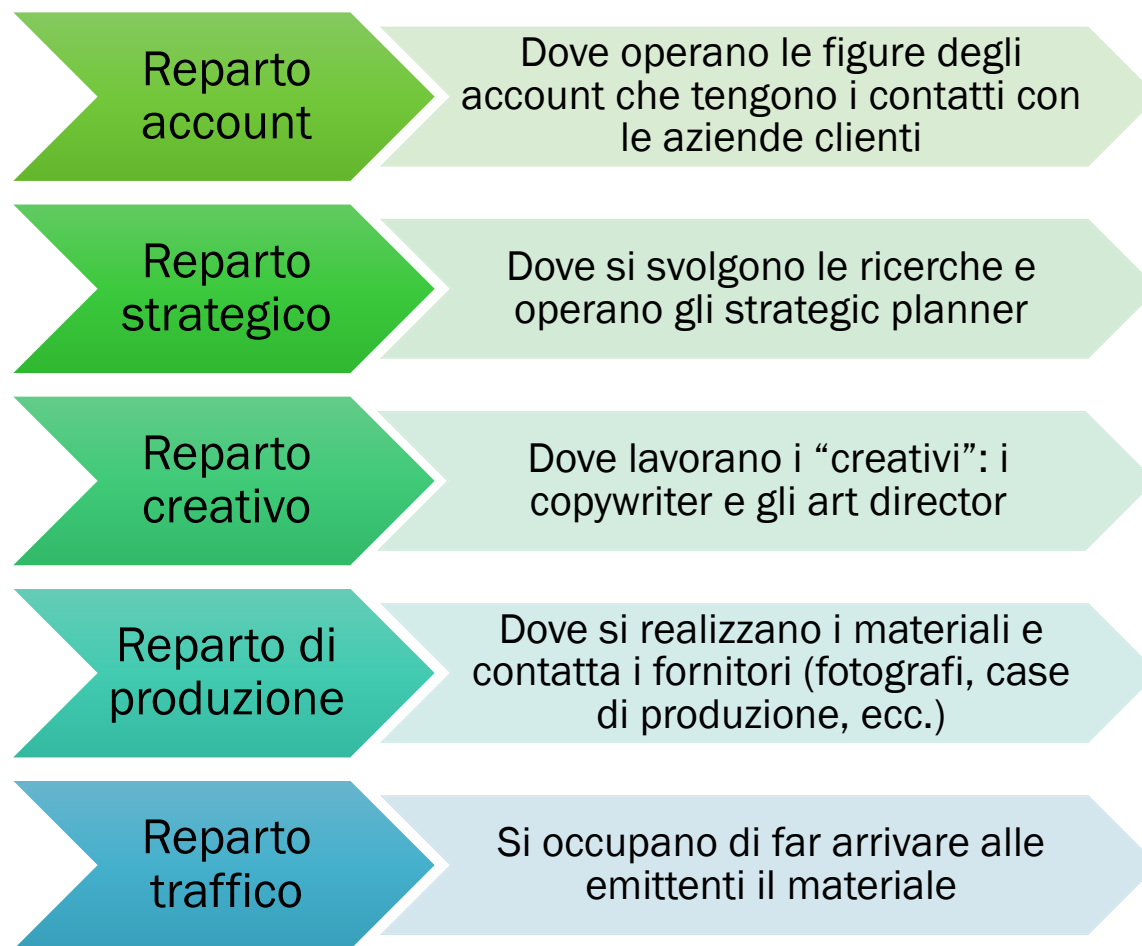 Reparto
account
Dove operano le figure degli
account che tengono i contatti con
le aziende clienti
Reparto
strategico
Dove si svolgono le ricerche e
operano gli strategic planner
Reparto
creativo
Dove lavorano i “creativi”: i
copywriter e gli art director
Reparto di
produzione
Dove si realizzano i materiali e
contatta i fornitori (fotografi, case
di produzione, ecc.)
Reparto
traffico
Si occupano di far arrivare alle
emittenti il materiale